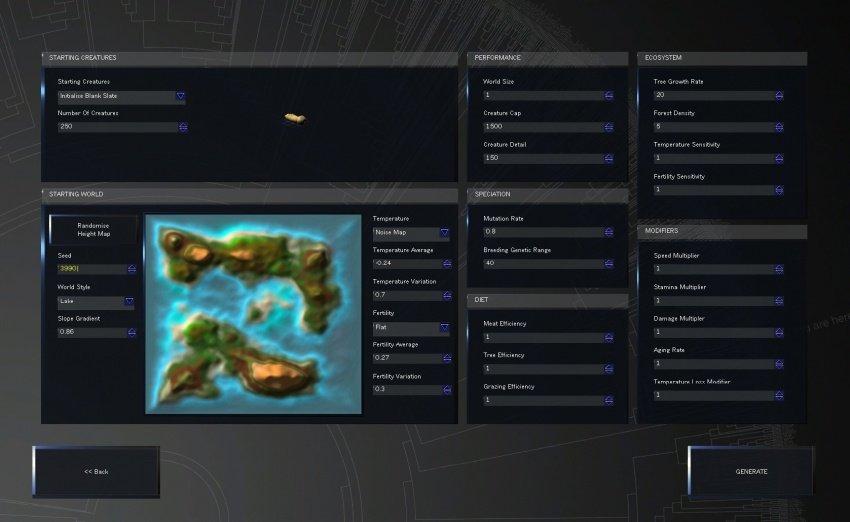 STARTING CREATURES
Starting Creatures
Initialise Blank Slate
Number Of Creatures
250
STARTING WORLD
Randomise
Height Map
Seed
3990
World Style
Lake
Slope Gradient
0.86
Temperature
Noise Map
Temperature Average
-0.24
Temperature Variation
0.7
Fertility
Flat
Fertility Average
0.27
Fertility Variation
0.3
PERFORMANCE
World Size
1
Creature Cap
1500
Creature Detail
150
SPECIATION
Mutation Rate
0.8
Breeding Genetic Range
40
DIET
Meat Efficiency
1
Tree Efficiency
1
Grazing Efficiency
1
ECOSYSTEM
Tree Growth Rate
20
Forest Density
5
Temperature Sensitivity
1
Fertility Sensitivity
1
MODIFIERS
Speed Multiplier
1
Stamina Multiplier
1
Damage Multipler
1
Aging Rate
1
Temperature Loss Modifier
1
are here
<< Back
GENERATE